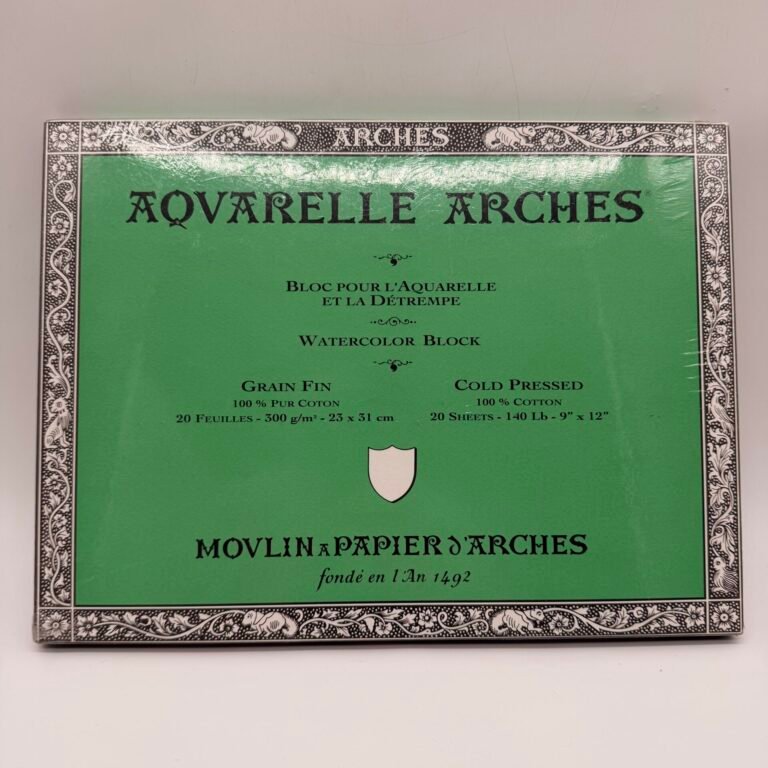 ARCHES
AQVARELLE ARCHES®
BLOC POUR L'AQUARELLE
ET LA DÉTREMPE
WATERCOLOR BLOCK
GRAIN FIN
100 % PUR COTON
20 FEUILLES - 300 g/m² - 23 x 31 cm
COLD PRESSED
100 % COTTON
20 SHEETS - 140 LB - 9” x 12”
MOVLIN A PAPIER d'ARCHES
fondé en l'An 1492